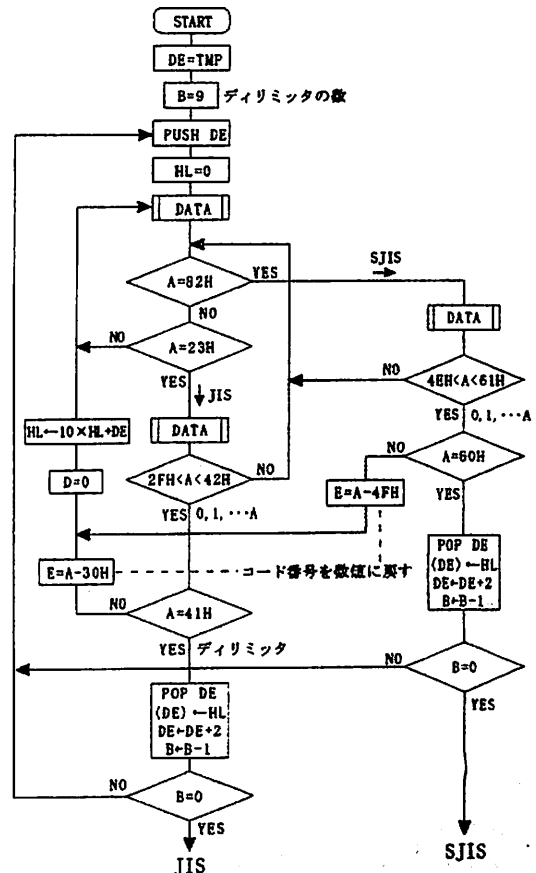 START
DE=TMP
B=9 ディリミッタの数
PUSH DE
HL=0
DATA
A=82H
YES
SJIS
NO
DATA
A=23H
NO
YES
JIS
4EH<A<61H
NO
YES 0,1,…A
HL←10×HL+DE
DATA
A=60H
NO
YES
D=0
2FH<A<42H
NO
YES 0,1,…A
E=A-4FH
E=A-30H
コード番号を数値に戻す
POP DE
(DE)←HL
DE←DE+2
B←B-1
A=41H
NO
YES ディリミッタ
B=0
NO
YES
POP DE
(DE)←HL
DE←DE+2
B←B-1
B=0
NO
YES
JIS
SJIS